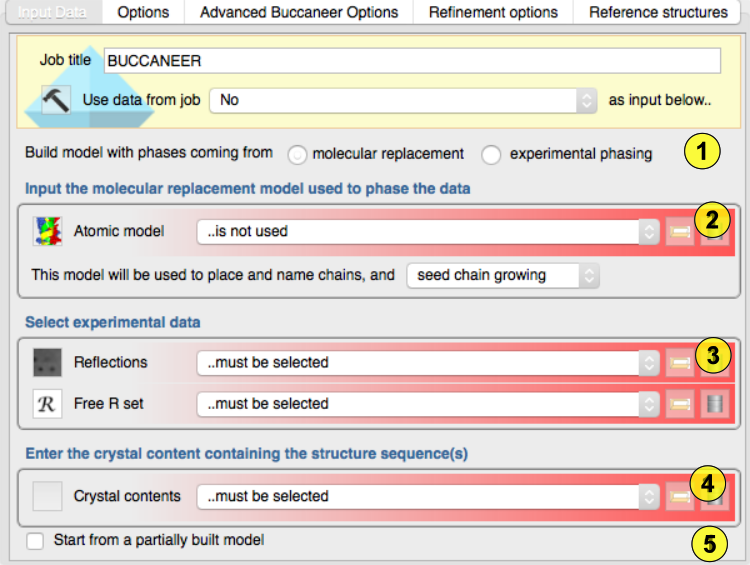 Input Data Options Advanced Buccaneer Options Refinement options Reference structures
Job title BUCCANEER
Use data from job No as input below..
Build model with phases coming from molecular replacement experimental phasing 1
Input the molecular replacement model used to phase the data
Atomic model ..is not used 2
This model will be used to place and name chains, and seed chain growing
Select experimental data
Reflections ..must be selected 3
R Free R set ..must be selected
Enter the crystal content containing the structure sequence(s)
Crystal contents ..must be selected 4
Start from a partially built model 5